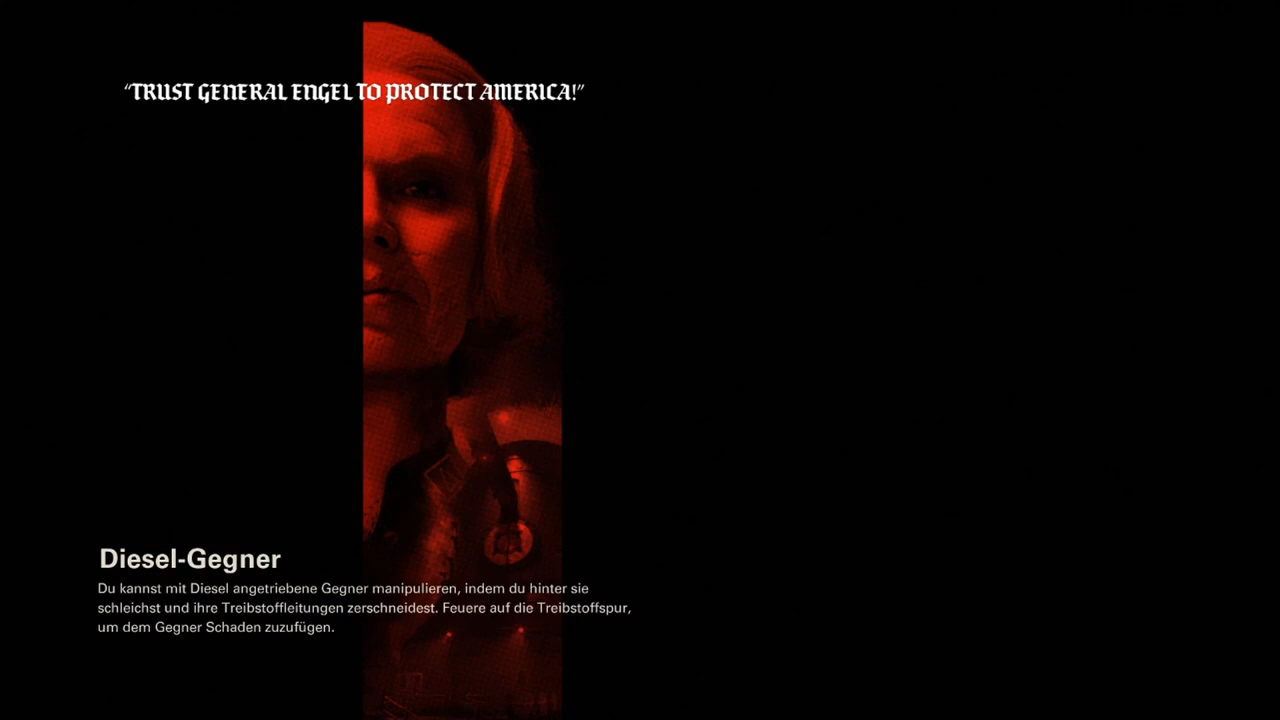 “TRUST GENERAL ENGEL TO PROTECT AMERICA!”
Diesel-Gegner
Du kannst mit Diesel angetriebene Gegner manipulieren, indem du hinter sie
schleichst und ihre Treibstoffleitungen zerschneidest. Feuere auf die Treibstoffspur,
um dem Gegner Schaden zuzufügen.